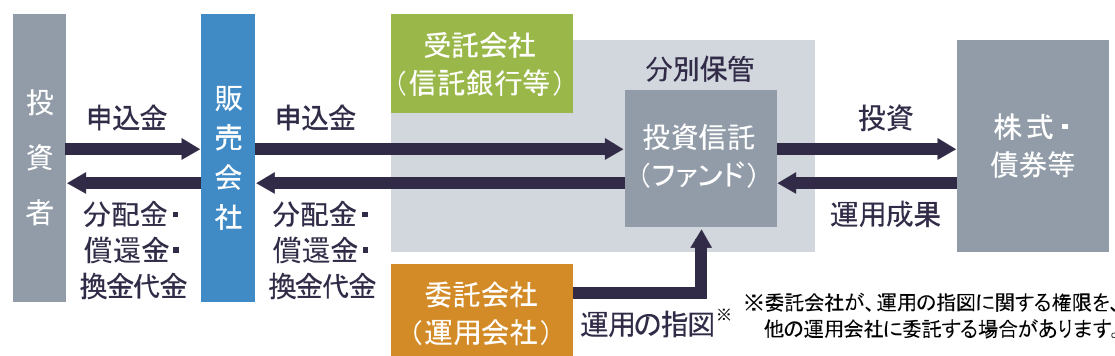 投資者
申込金
分配金・
償還金・
換金代金
販売会社
申込金
分配金・
償還金・
換金代金
受託会社
（信託銀行等）
分別保管
投資信託
（ファンド）
委託会社
（運用会社）
運用の指図※
投資
運用成果
株式・
債券等
※委託会社が、運用の指図に関する権限を、
他の運用会社に委託する場合があります。